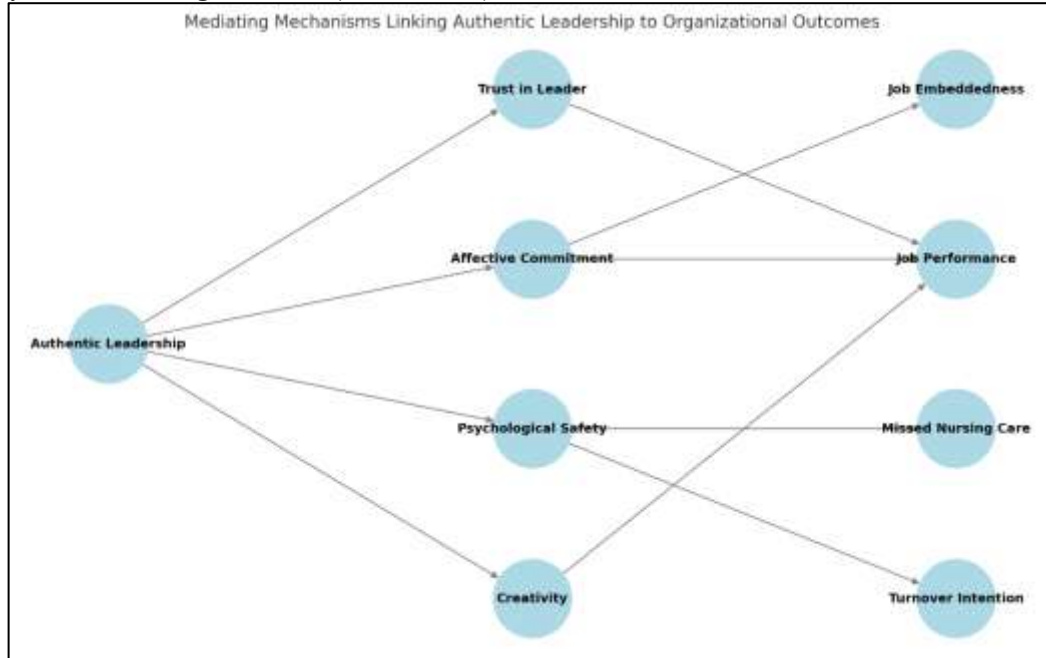 Mediating Mechanisms Linking Authentic Leadership to Organizational Outcomes
Trust in Leader
Job Embeddedness
Affective Commitment
Job Performance
Authentic Leadership
Psychological Safety
Missed Nursing Care
Creativity
Turnover Intention